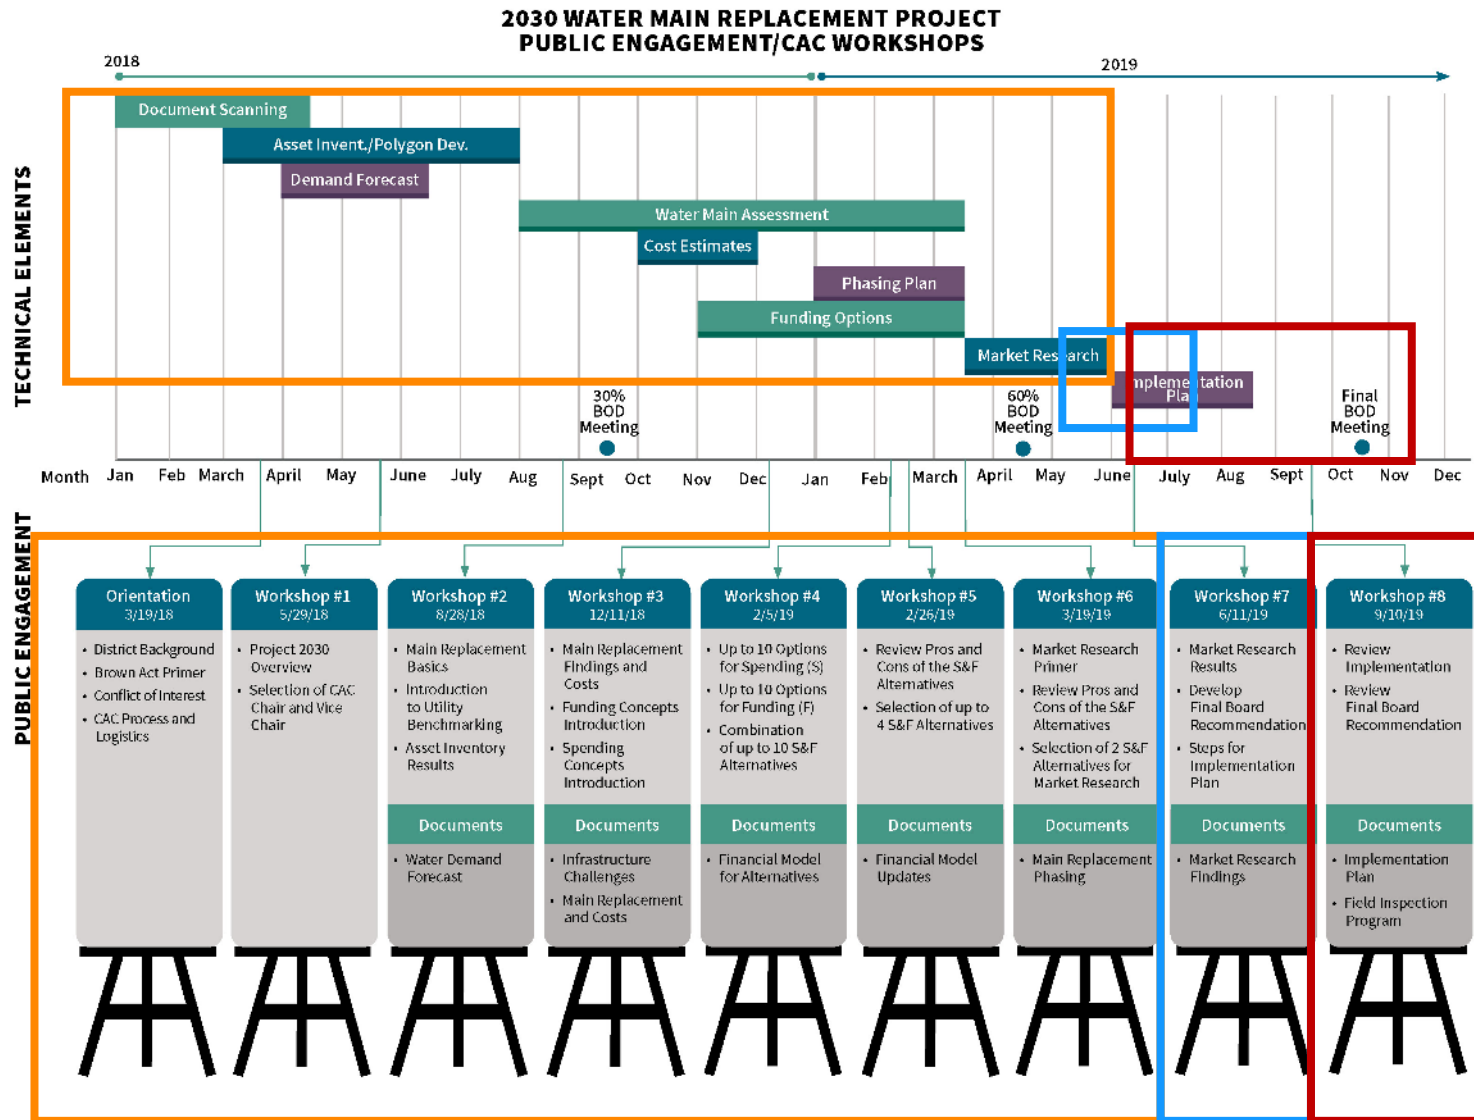 2030 WATER MAIN REPLACEMENT PROJECT
PUBLIC ENGAGEMENT/CAC WORKSHOPS
2018
2019
TECHNICAL ELEMENTS
Document Scanning
Asset Invent./Polygon Dev.
Demand Forecast
Water Main Assessment
Cost Estimates
Phasing Plan
Funding Options
Market Research
Implementation
Plan
30%
BOD
Meeting
60%
BOD
Meeting
Final
BOD
Meeting
Month Jan Feb March April May June July Aug Sept Oct Nov Dec Jan Feb March April May June July Aug Sept Oct Nov Dec
PUBLIC ENGAGEMENT
Orientation
3/19/18
• District Background
• Brown Act Primer
• Conflict of Interest
• CAC Process and
Logistics
Workshop #1
5/29/18
• Project 2030
Overview
• Selection of CAC
Chair and Vice
Chair
Workshop #2
8/28/18
• Main Replacement
Basics
• Introduction
to Utility
Benchmarking
• Asset Inventory
Results
Documents
• Water Demand
Forecast
Workshop #3
12/11/18
• Main Replacement
Findings and
Costs
• Funding Concepts
Introduction
• Spending
Concepts
Introduction
Documents
• Infrastructure
Challenges
• Main Replacement
and Costs
Workshop #4
2/5/19
• Up to 10 Options
for Spending (S)
• Up to 10 Options
for Funding (F)
• Combination
of up to 10 S&F
Alternatives
Documents
• Financial Model
for Alternatives
Workshop #5
2/26/19
• Review Pros and
Cons of the S&F
Alternatives
• Selection of up to
4 S&F Alternatives
Documents
• Financial Model
Updates
Workshop #6
3/19/19
• Market Research
Primer
• Review Pros and
Cons of the S&F
Alternatives
• Selection of 2 S&F
Alternatives for
Market Research
Documents
• Main Replacement
Phasing
Workshop #7
6/11/19
• Market Research
Results
• Develop
Final Board
Recommendation
• Steps for
Implementation
Plan
Documents
• Market Research
Findings
Workshop #8
9/10/19
• Review
Implementation
• Review
Final Board
Recommendation
Documents
• Implementation
Plan
• Field Inspection
Program